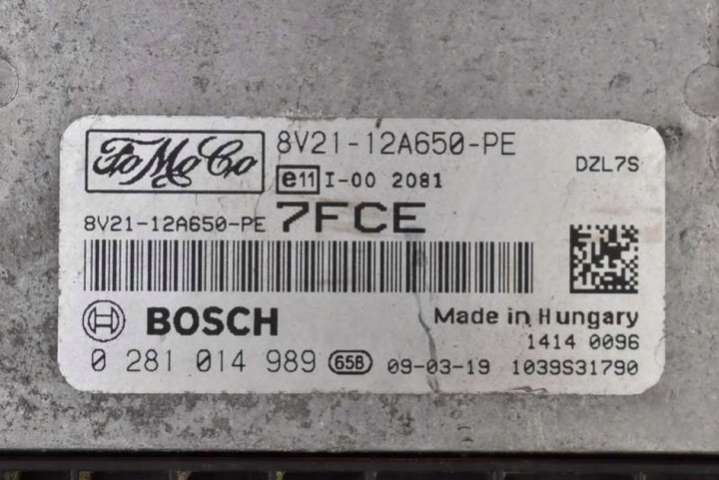 FoMoCo 8V21-12A650-PE
DZL7S
e11 I-00 2081
8V21-12A650-PE 7FCE
BOSCH Made in Hungary
1414 0096
0 281 014 989 65B 09-03-19 1039S31790